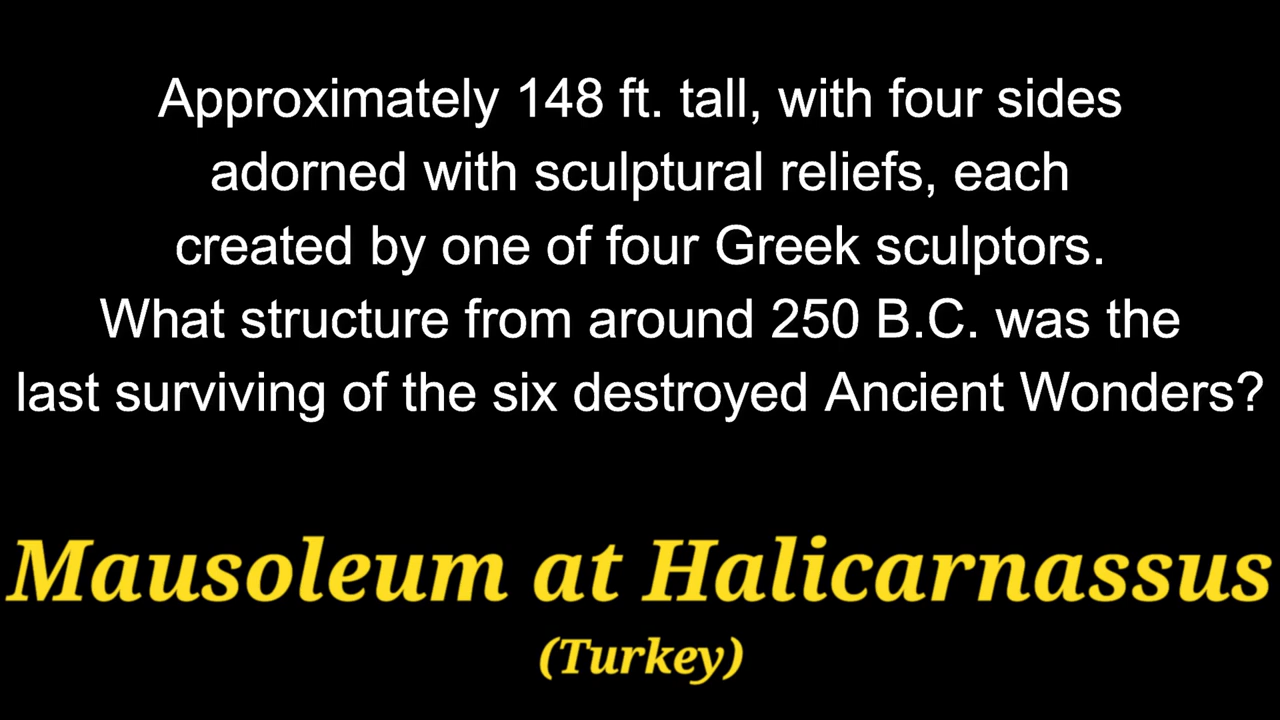 Approximately 148 ft. tall, with four sides
adorned with sculptural reliefs, each
created by one of four Greek sculptors.
What structure from around 250 B.C. was the
last surviving of the six destroyed Ancient Wonders?
Mausoleum at Halicarnassus
(Turkey)